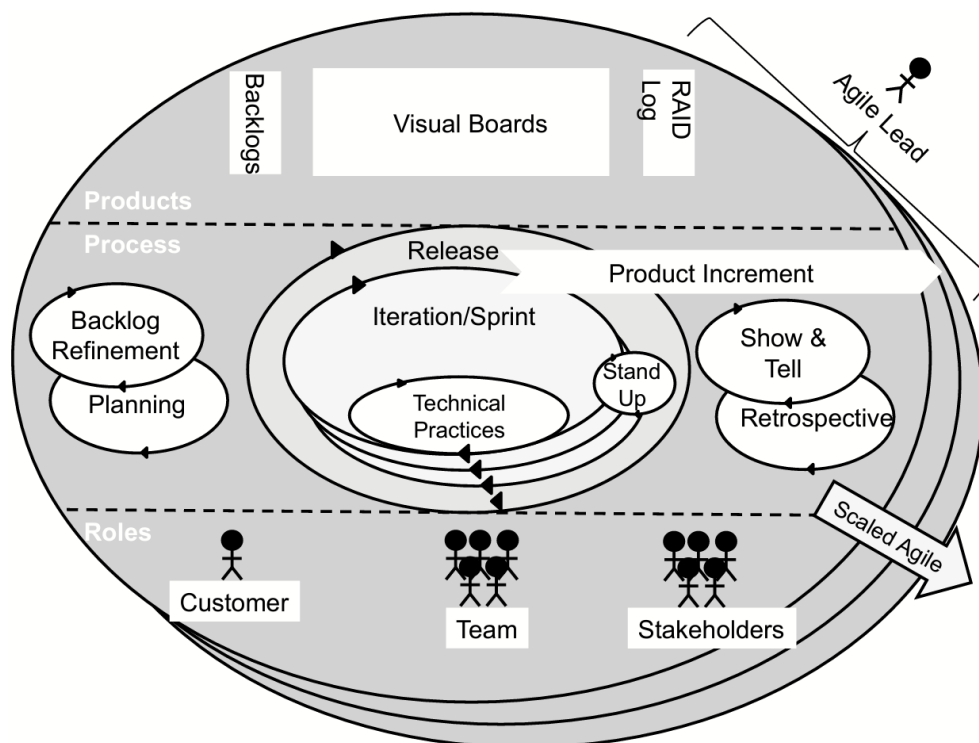 Agile Lead
Backlogs
Visual Boards
RAID
Log
Products
Process
Release
Product Increment
Iteration/Sprint
Backlog
Refinement
Planning
Technical
Practices
Stand
Up
Show &
Tell
Retrospective
Scaled Agile
Roles
Customer
Team
Stakeholders